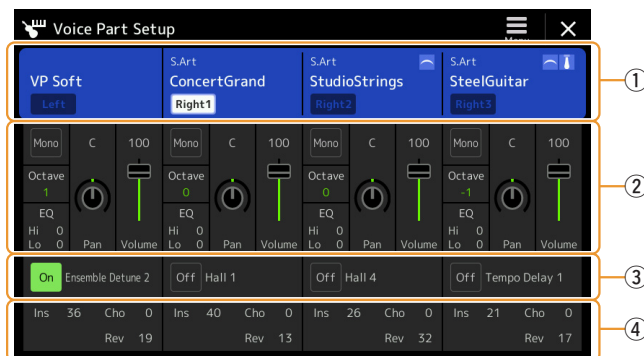 Voice Part Setup
Menu
S.Art S.Art S.Art
VP Soft ConcertGrand StudioStrings SteelGuitar
Left Right1 Right2 Right3
①
Mono C 100 Mono C 100 Mono C 100 Mono C 100
Octave Octave Octave Octave
1 0 0 -1
②
EQ EQ EQ EQ
Hi 0 Hi 0 Hi 0 Hi 0
Lo 0 Pan Volume Lo 0 Pan Volume Lo 0 Pan Volume Lo 0 Pan Volume
On Ensemble Detune 2 Off Hall 1 Off Hall 4 Off Tempo Delay 1
③
Ins 36 Cho 0 Ins 40 Cho 0 Ins 26 Cho 0 Ins 21 Cho 0
④
Rev 19 Rev 13 Rev 32 Rev 17